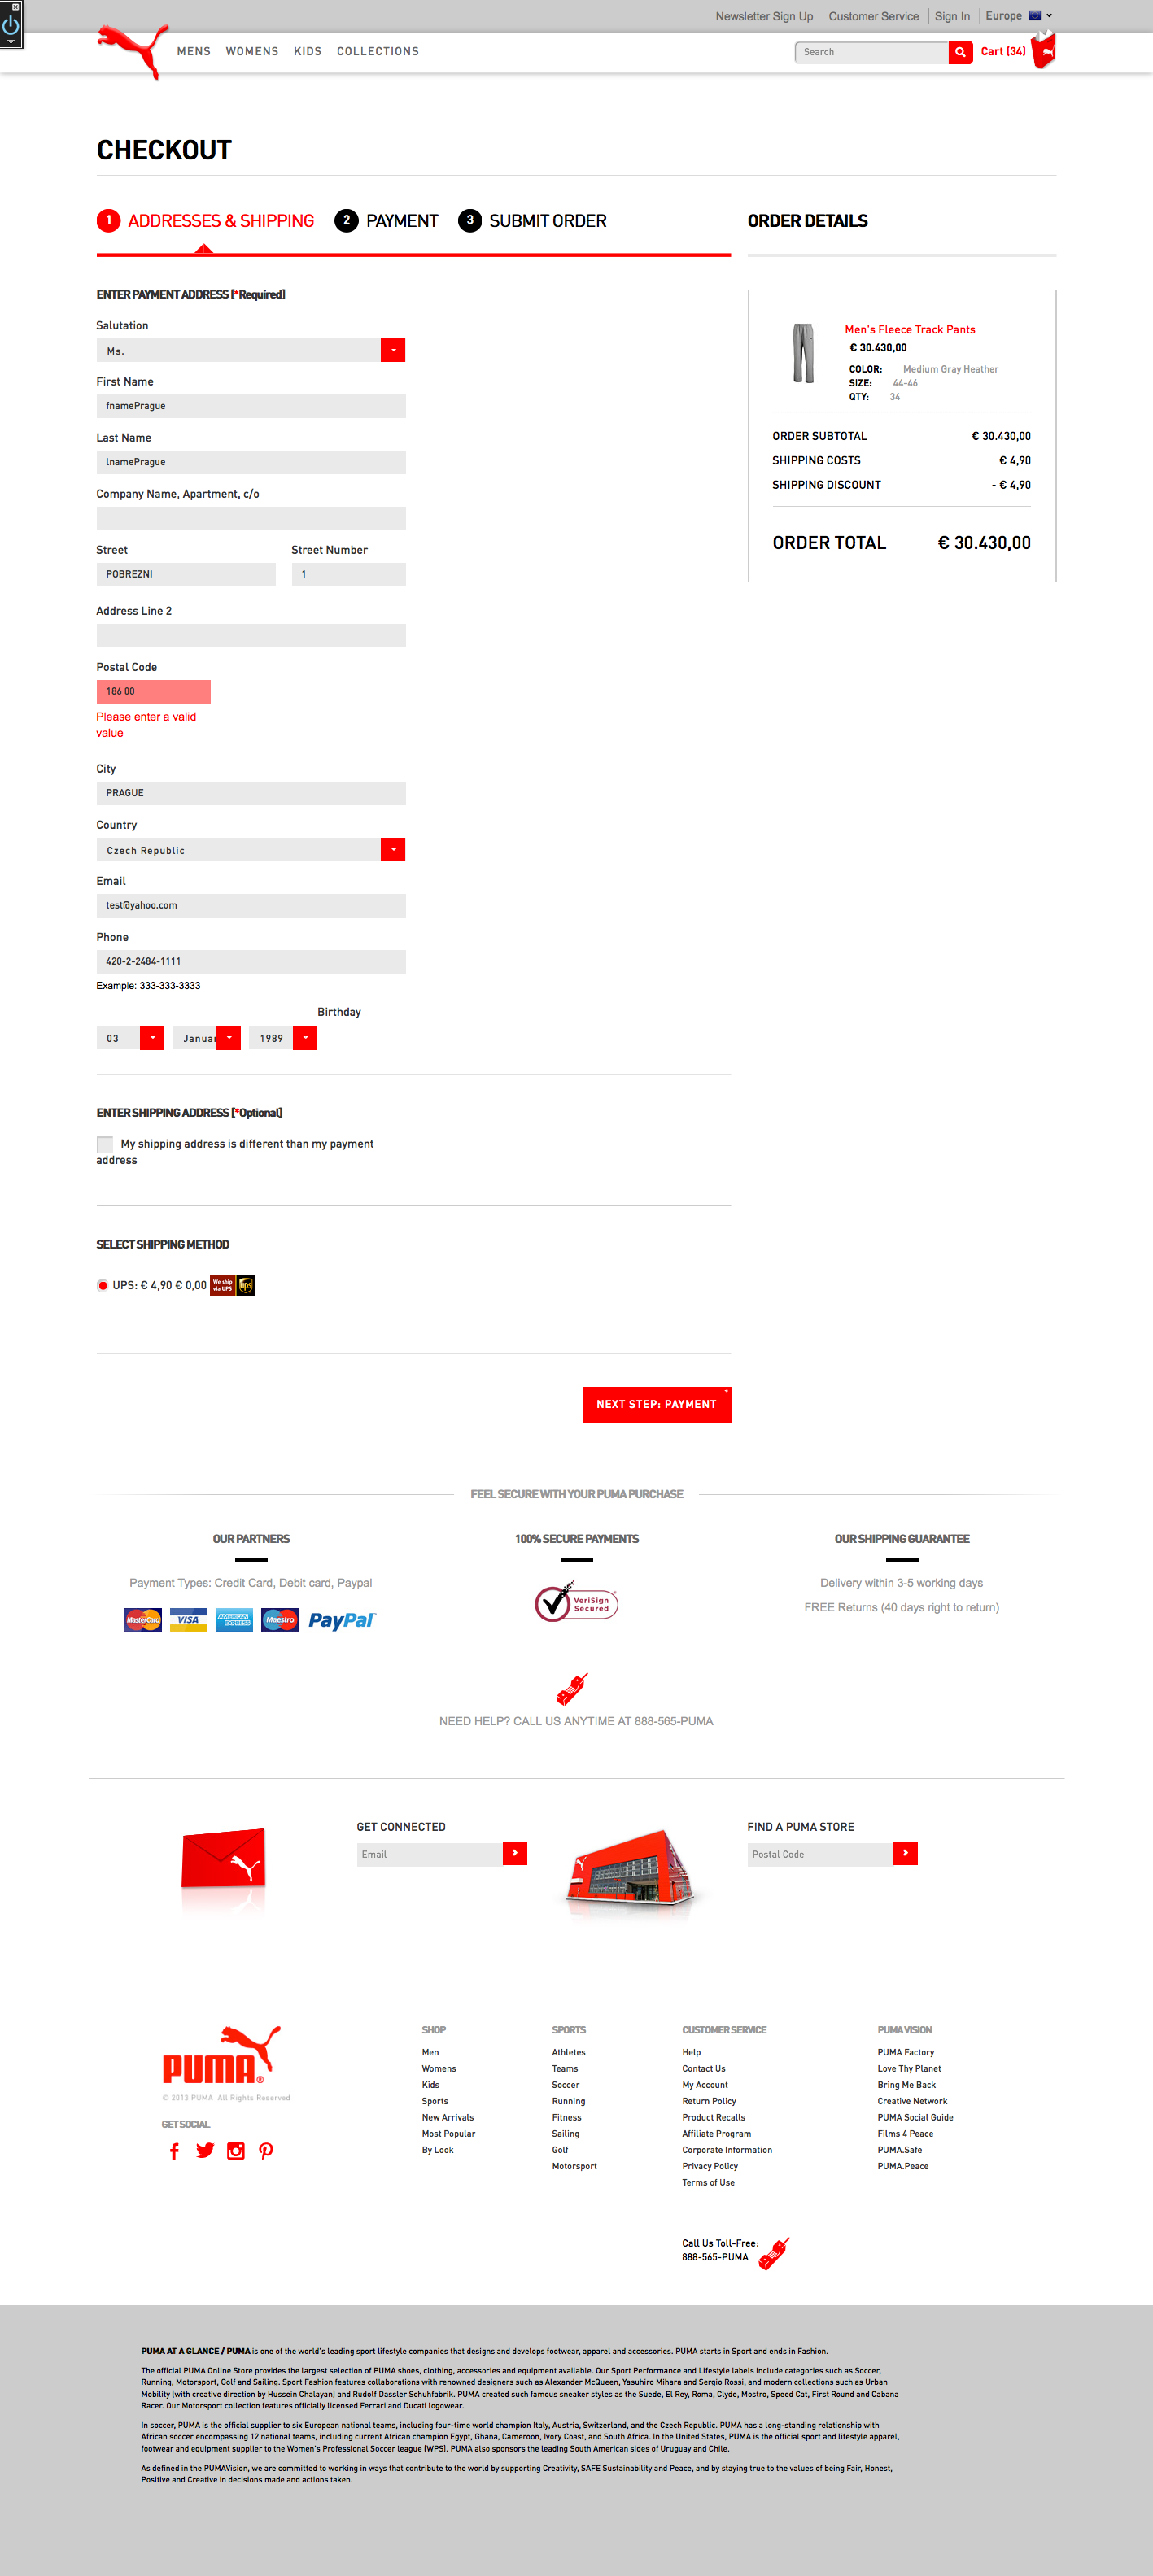 Newsletter Sign Up
Customer Service
Sign In
Europe
MENS WOMENS KIDS COLLECTIONS
Search
Cart (34)
CHECKOUT
1 ADDRESSES & SHIPPING
2 PAYMENT
3 SUBMIT ORDER
ORDER DETAILS
ENTER PAYMENT ADDRESS [*Required]
Salutation
Ms.
First Name
fnamePrague
Last Name
lnamePrague
Company Name, Apartment, c/o
Street
Street Number
POBREZNI
1
Address Line 2
Postal Code
186 00
Please enter a valid
value
City
PRAGUE
Country
Czech Republic
Email
test@yahoo.com
Phone
420-2-2484-1111
Example: 333-333-3333
Birthday
03
Januar
1989
Men's Fleece Track Pants
€ 30.430,00
COLOR: Medium Gray Heather
SIZE: 44-46
QTY: 34
ORDER SUBTOTAL € 30.430,00
SHIPPING COSTS € 4,90
SHIPPING DISCOUNT - € 4,90
ORDER TOTAL € 30.430,00
ENTER SHIPPING ADDRESS [*Optional]
My shipping address is different than my payment
address
SELECT SHIPPING METHOD
UPS: € 4,90 € 0,00
We ship
via UPS
ups
NEXT STEP: PAYMENT
FEEL SECURE WITH YOUR PUMA PURCHASE
OUR PARTNERS
Payment Types: Credit Card, Debit card, Paypal
MasterCard
VISA
AMERICAN
EXPRESS
Maestro
PayPal
100% SECURE PAYMENTS
VeriSign
Secured
OUR SHIPPING GUARANTEE
Delivery within 3-5 working days
FREE Returns (40 days right to return)
NEED HELP? CALL US ANYTIME AT 888-565-PUMA
GET CONNECTED
Email
FIND A PUMA STORE
Postal Code
PUMA®
© 2013 PUMA All Rights Reserved
GET SOCIAL
SHOP
Men
Womens
Kids
Sports
New Arrivals
Most Popular
By Look
SPORTS
Athletes
Teams
Soccer
Running
Fitness
Sailing
Golf
Motorsport
CUSTOMER SERVICE
Help
Contact Us
My Account
Return Policy
Product Recalls
Affiliate Program
Corporate Information
Privacy Policy
Terms of Use
PUMA VISION
PUMA Factory
Love Thy Planet
Bring Me Back
Creative Network
PUMA Social Guide
Films 4 Peace
PUMA.Safe
PUMA.Peace
Call Us Toll-Free:
888-565-PUMA
PUMA AT A GLANCE / PUMA is one of the world's leading sport lifestyle companies that designs and develops footwear, apparel and accessories. PUMA starts in Sport and ends in Fashion.
The official PUMA Online Store provides the largest selection of PUMA shoes, clothing, accessories and equipment available. Our Sport Performance and Lifestyle labels include categories such as Soccer,
Running, Motorsport, Golf and Sailing. Sport Fashion features collaborations with renowned designers such as Alexander McQueen, Yasuhiro Mihara and Sergio Rossi, and modern collections such as Urban
Mobility (with creative direction by Hussein Chalayan) and Rudolf Dassler Schuhfabrik. PUMA created such famous sneaker styles as the Suede, El Rey, Roma, Clyde, Mostro, Speed Cat, First Round and Cabana
Racer. Our Motorsport collection features officially licensed Ferrari and Ducati logowear.
In soccer, PUMA is the official supplier to six European national teams, including four-time world champion Italy, Austria, Switzerland, and the Czech Republic. PUMA has a long-standing relationship with
African soccer encompassing 12 national teams, including current African champion Egypt, Ghana, Cameroon, Ivory Coast, and South Africa. In the United States, PUMA is the official sport and lifestyle apparel,
footwear and equipment supplier to the Women's Professional Soccer league (WPS). PUMA also sponsors the leading South American sides of Uruguay and Chile.
As defined in the PUMAVision, we are committed to working in ways that contribute to the world by supporting Creativity, SAFE Sustainability and Peace, and by staying true to the values of being Fair, Honest,
Positive and Creative in decisions made and actions taken.